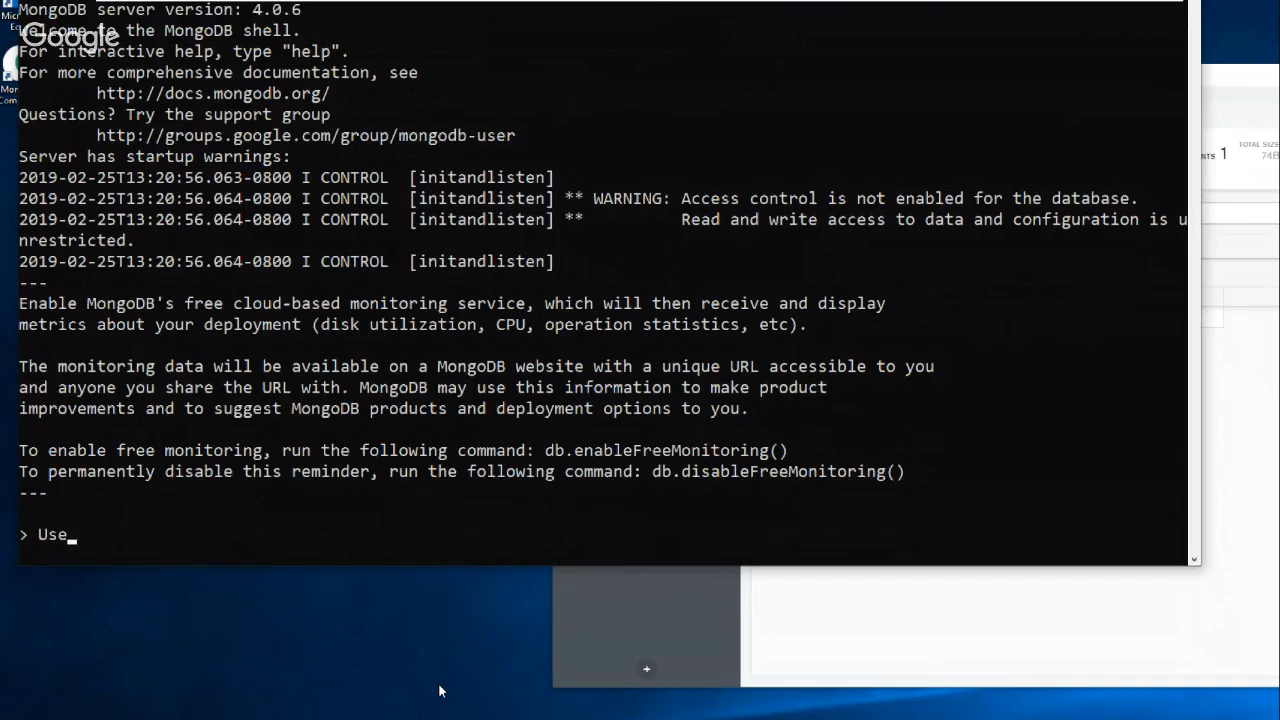 MongoDB server version: 4.0.6
Welcome to the MongoDB shell.
Google
For interactive help, type "help".
For more comprehensive documentation, see
http://docs.mongodb.org/
Questions? Try the support group
http://groups.google.com/group/mongodb-user
Server has startup warnings:
2019-02-25T13:20:56.063-0800 I CONTROL  [initandlisten]
2019-02-25T13:20:56.064-0800 I CONTROL  [initandlisten] ** WARNING: Access control is not enabled for the database.
2019-02-25T13:20:56.064-0800 I CONTROL  [initandlisten] **          Read and write access to data and configuration is u
nrestricted.
2019-02-25T13:20:56.064-0800 I CONTROL  [initandlisten]
---
Enable MongoDB's free cloud-based monitoring service, which will then receive and display
metrics about your deployment (disk utilization, CPU, operation statistics, etc).
The monitoring data will be available on a MongoDB website with a unique URL accessible to you
and anyone you share the URL with. MongoDB may use this information to make product
improvements and to suggest MongoDB products and deployment options to you.
To enable free monitoring, run the following command: db.enableFreeMonitoring()
To permanently disable this reminder, run the following command: db.disableFreeMonitoring()
---
> Use
NTS 1
TOTAL SIZE
74B